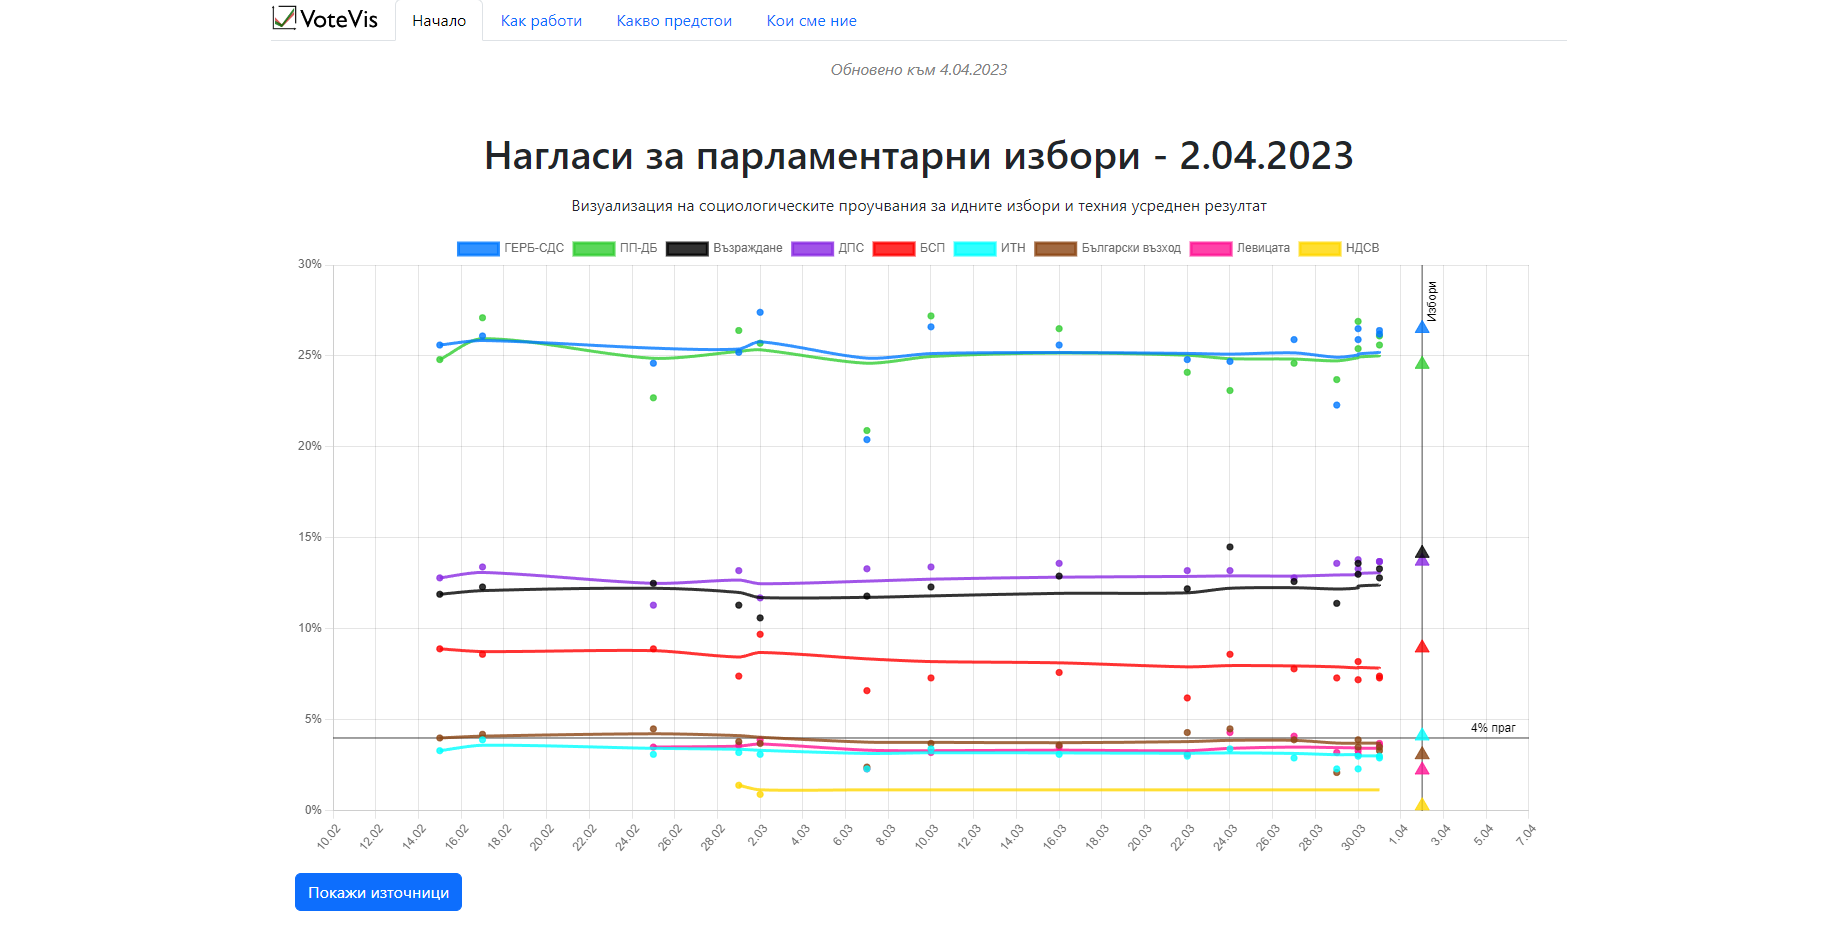 VoteVis Начало Как работи Какво предстои Кои сме ние
Обновено към 4.04.2023
Нагласи за парламентарни избори - 2.04.2023
Визуализация на социологическите проучвания за идните избори и техния усреднен резултат
ГЕРБ-СДС ПП-ДБ Възраждане ДПС БСП ИТН Български възход Левицата НДСВ
30%
Избори
25%
20%
15%
10%
5%
4% праг
0%
10.02 12.02 14.02 16.02 18.02 20.02 22.02 24.02 26.02 28.02 2.03 4.03 6.03 8.03 10.03 12.03 14.03 16.03 18.03 20.03 22.03 24.03 26.03 28.03 30.03 1.04 3.04 5.04 7.04
Покажи източници